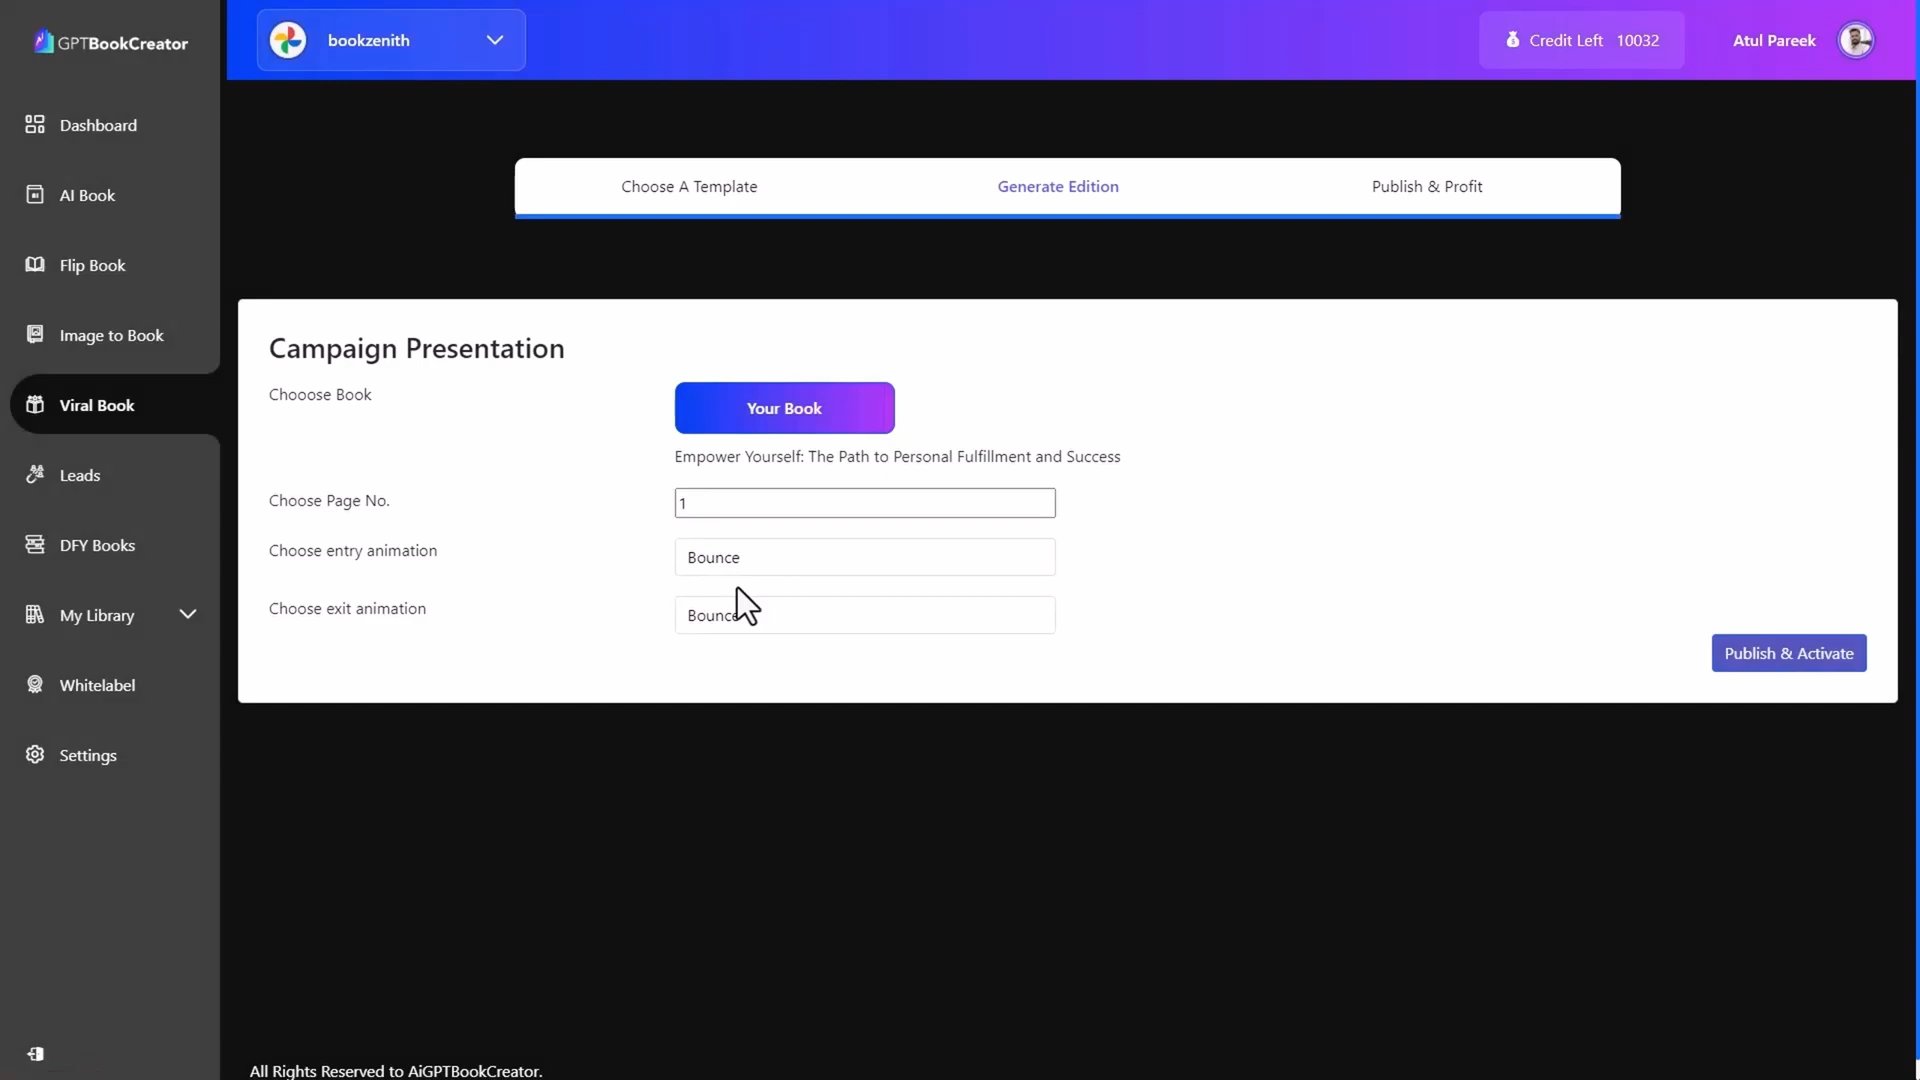 GPTBookCreator
bookzenith
Credit Left 10032
Atul Pareek
Dashboard
AI Book
Flip Book
Image to Book
Viral Book
Leads
DFY Books
My Library
Whitelabel
Settings
Choose A Template
Generate Edition
Publish & Profit
Campaign Presentation
Chooose Book
Your Book
Empower Yourself: The Path to Personal Fulfillment and Success
Choose Page No.
1
Choose entry animation
Bounce
Choose exit animation
Bounce
Publish & Activate
All Rights Reserved to AiGPTBookCreator.